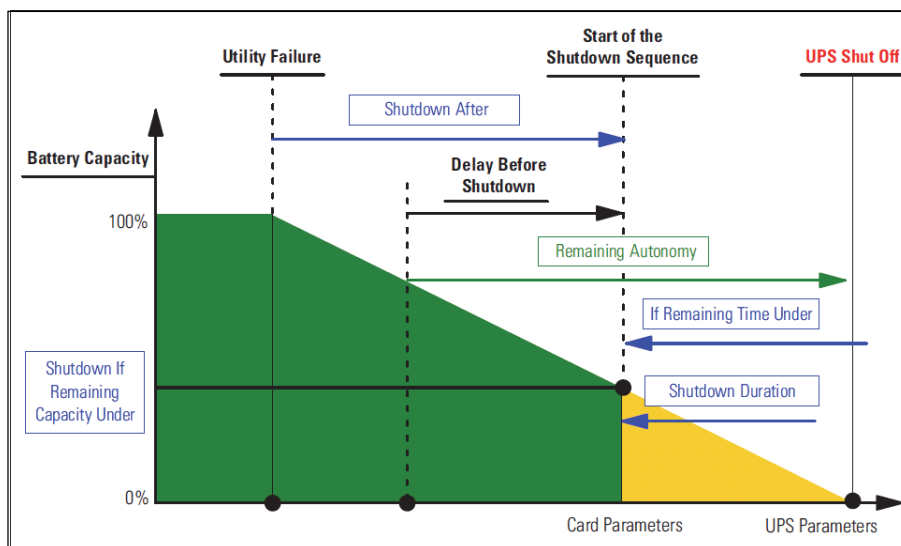 Utility Failure
Start of the
Shutdown Sequence
UPS Shut Off
Shutdown After
Battery Capacity
Delay Before
Shutdown
100%
Remaining Autonomy
If Remaining Time Under
Shutdown If
Remaining
Capacity Under
Shutdown Duration
0%
Card Parameters
UPS Parameters